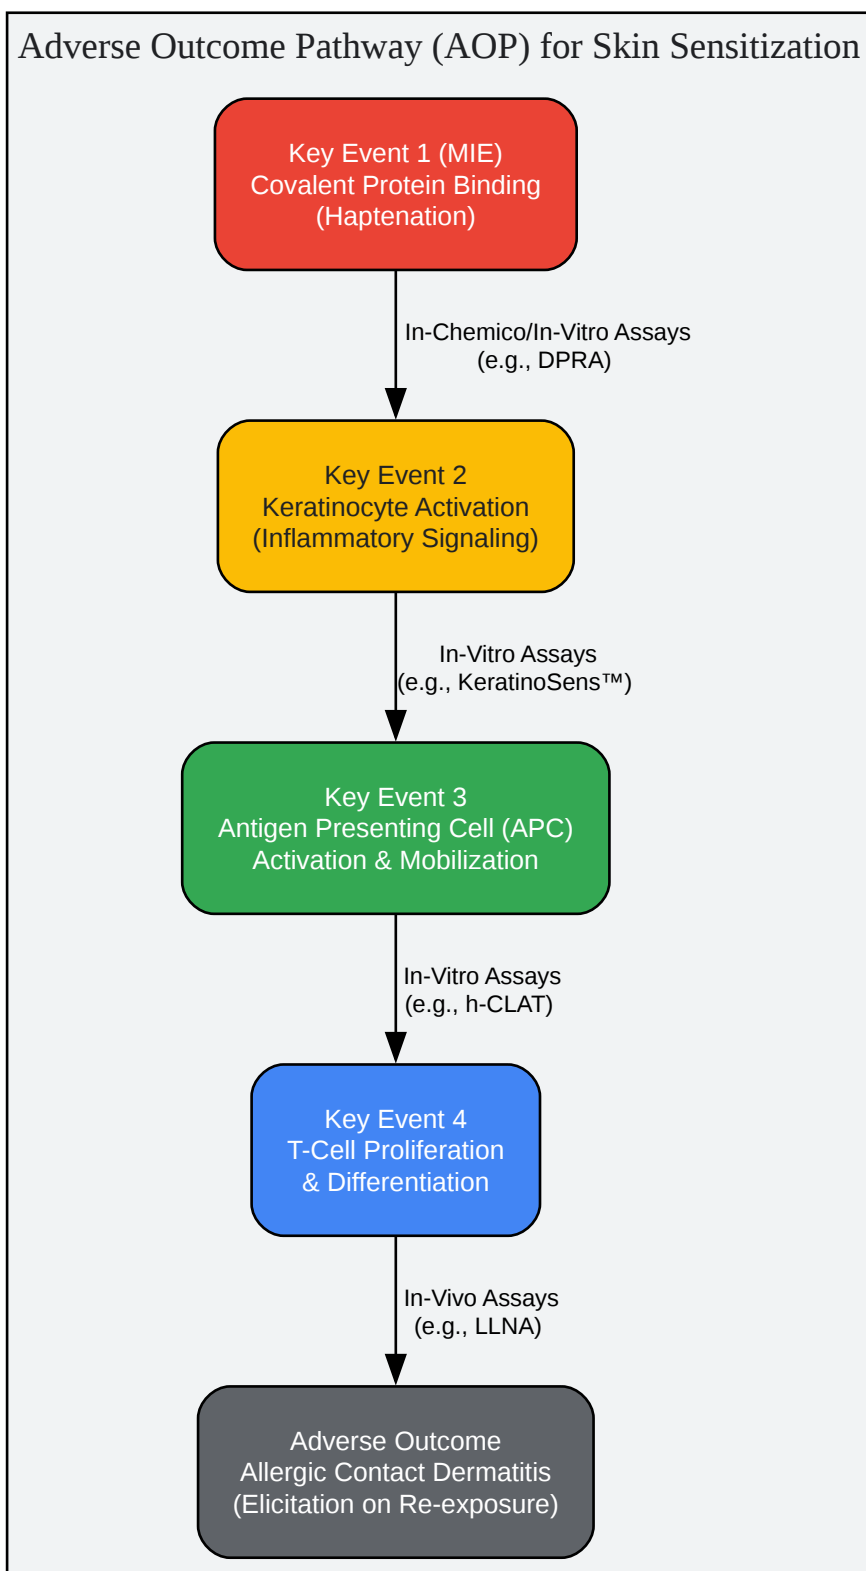 Adverse Outcome Pathway (AOP) for Skin Sensitization
Key Event 1 (MIE)
Covalent Protein Binding
(Haptenation)
In-Chemico/In-Vitro Assays
(e.g., DPRA)
Key Event 2
Keratinocyte Activation
(Inflammatory Signaling)
In-Vitro Assays
(e.g., KeratinoSens™)
Key Event 3
Antigen Presenting Cell (APC)
Activation & Mobilization
In-Vitro Assays
(e.g., h-CLAT)
Key Event 4
T-Cell Proliferation
& Differentiation
In-Vivo Assays
(e.g., LLNA)
Adverse Outcome
Allergic Contact Dermatitis
(Elicitation on Re-exposure)